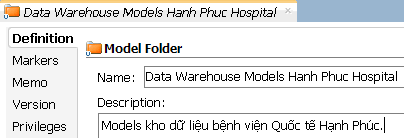 Data Warehouse Models Hanh Phuc Hospital
Definition
Markers
Memo
Version
Privileges
Model Folder
Name: Data Warehouse Models Hanh Phuc Hospital
Description:
Models kho dữ liệu bệnh viện Quốc tế Hạnh Phúc.